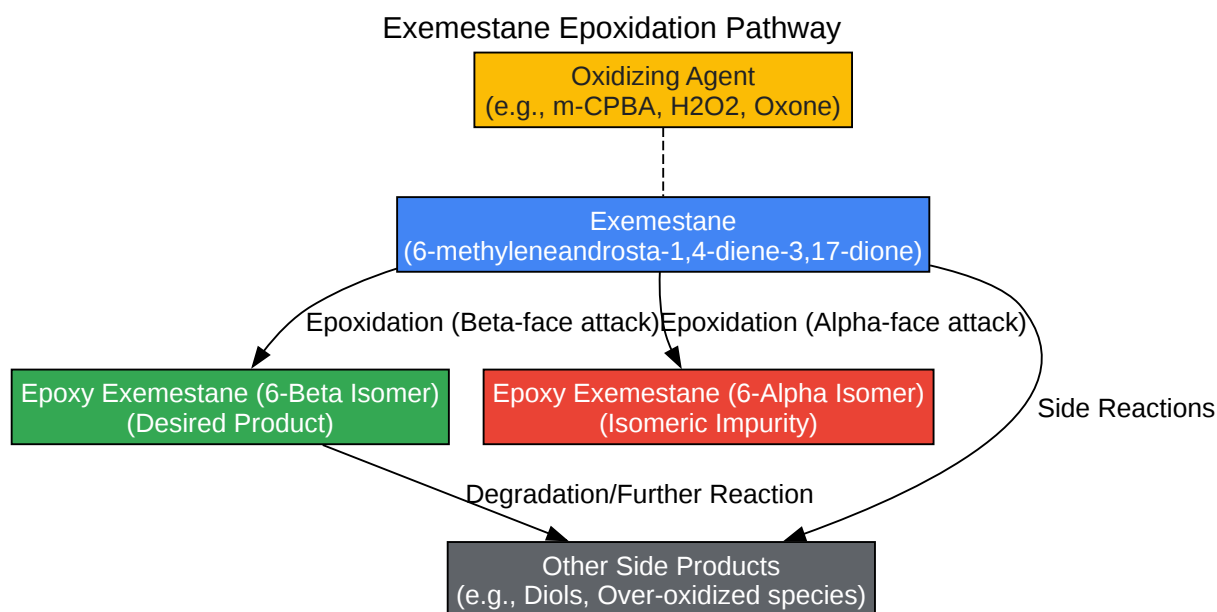 Exemestane Epoxidation Pathway
Oxidizing Agent
(e.g., m-CPBA, H2O2, Oxone)
Exemestane
(6-methyleneandrosta-1,4-diene-3,17-dione)
Epoxidation (Beta-face attack)
Epoxidation (Alpha-face attack)
Epoxy Exemestane (6-Beta Isomer)
(Desired Product)
Epoxy Exemestane (6-Alpha Isomer)
(Isomeric Impurity)
Side Reactions
Degradation/Further Reaction
Other Side Products
(e.g., Diols, Over-oxidized species)